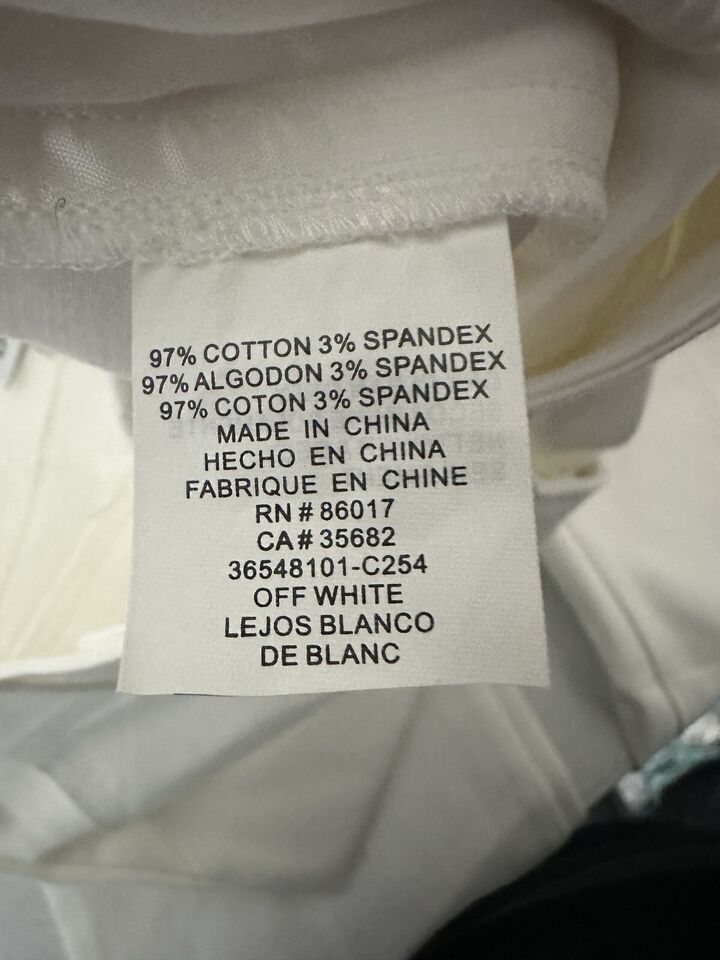 97% COTTON 3% SPANDEX
97% ALGODON 3% SPANDEX
97% COTON 3% SPANDEX
MADE IN CHINA
HECHO EN CHINA
FABRIQUE EN CHINE
RN # 86017
CA # 35682
36548101-C254
OFF WHITE
LEJOS BLANCO
DE BLANC